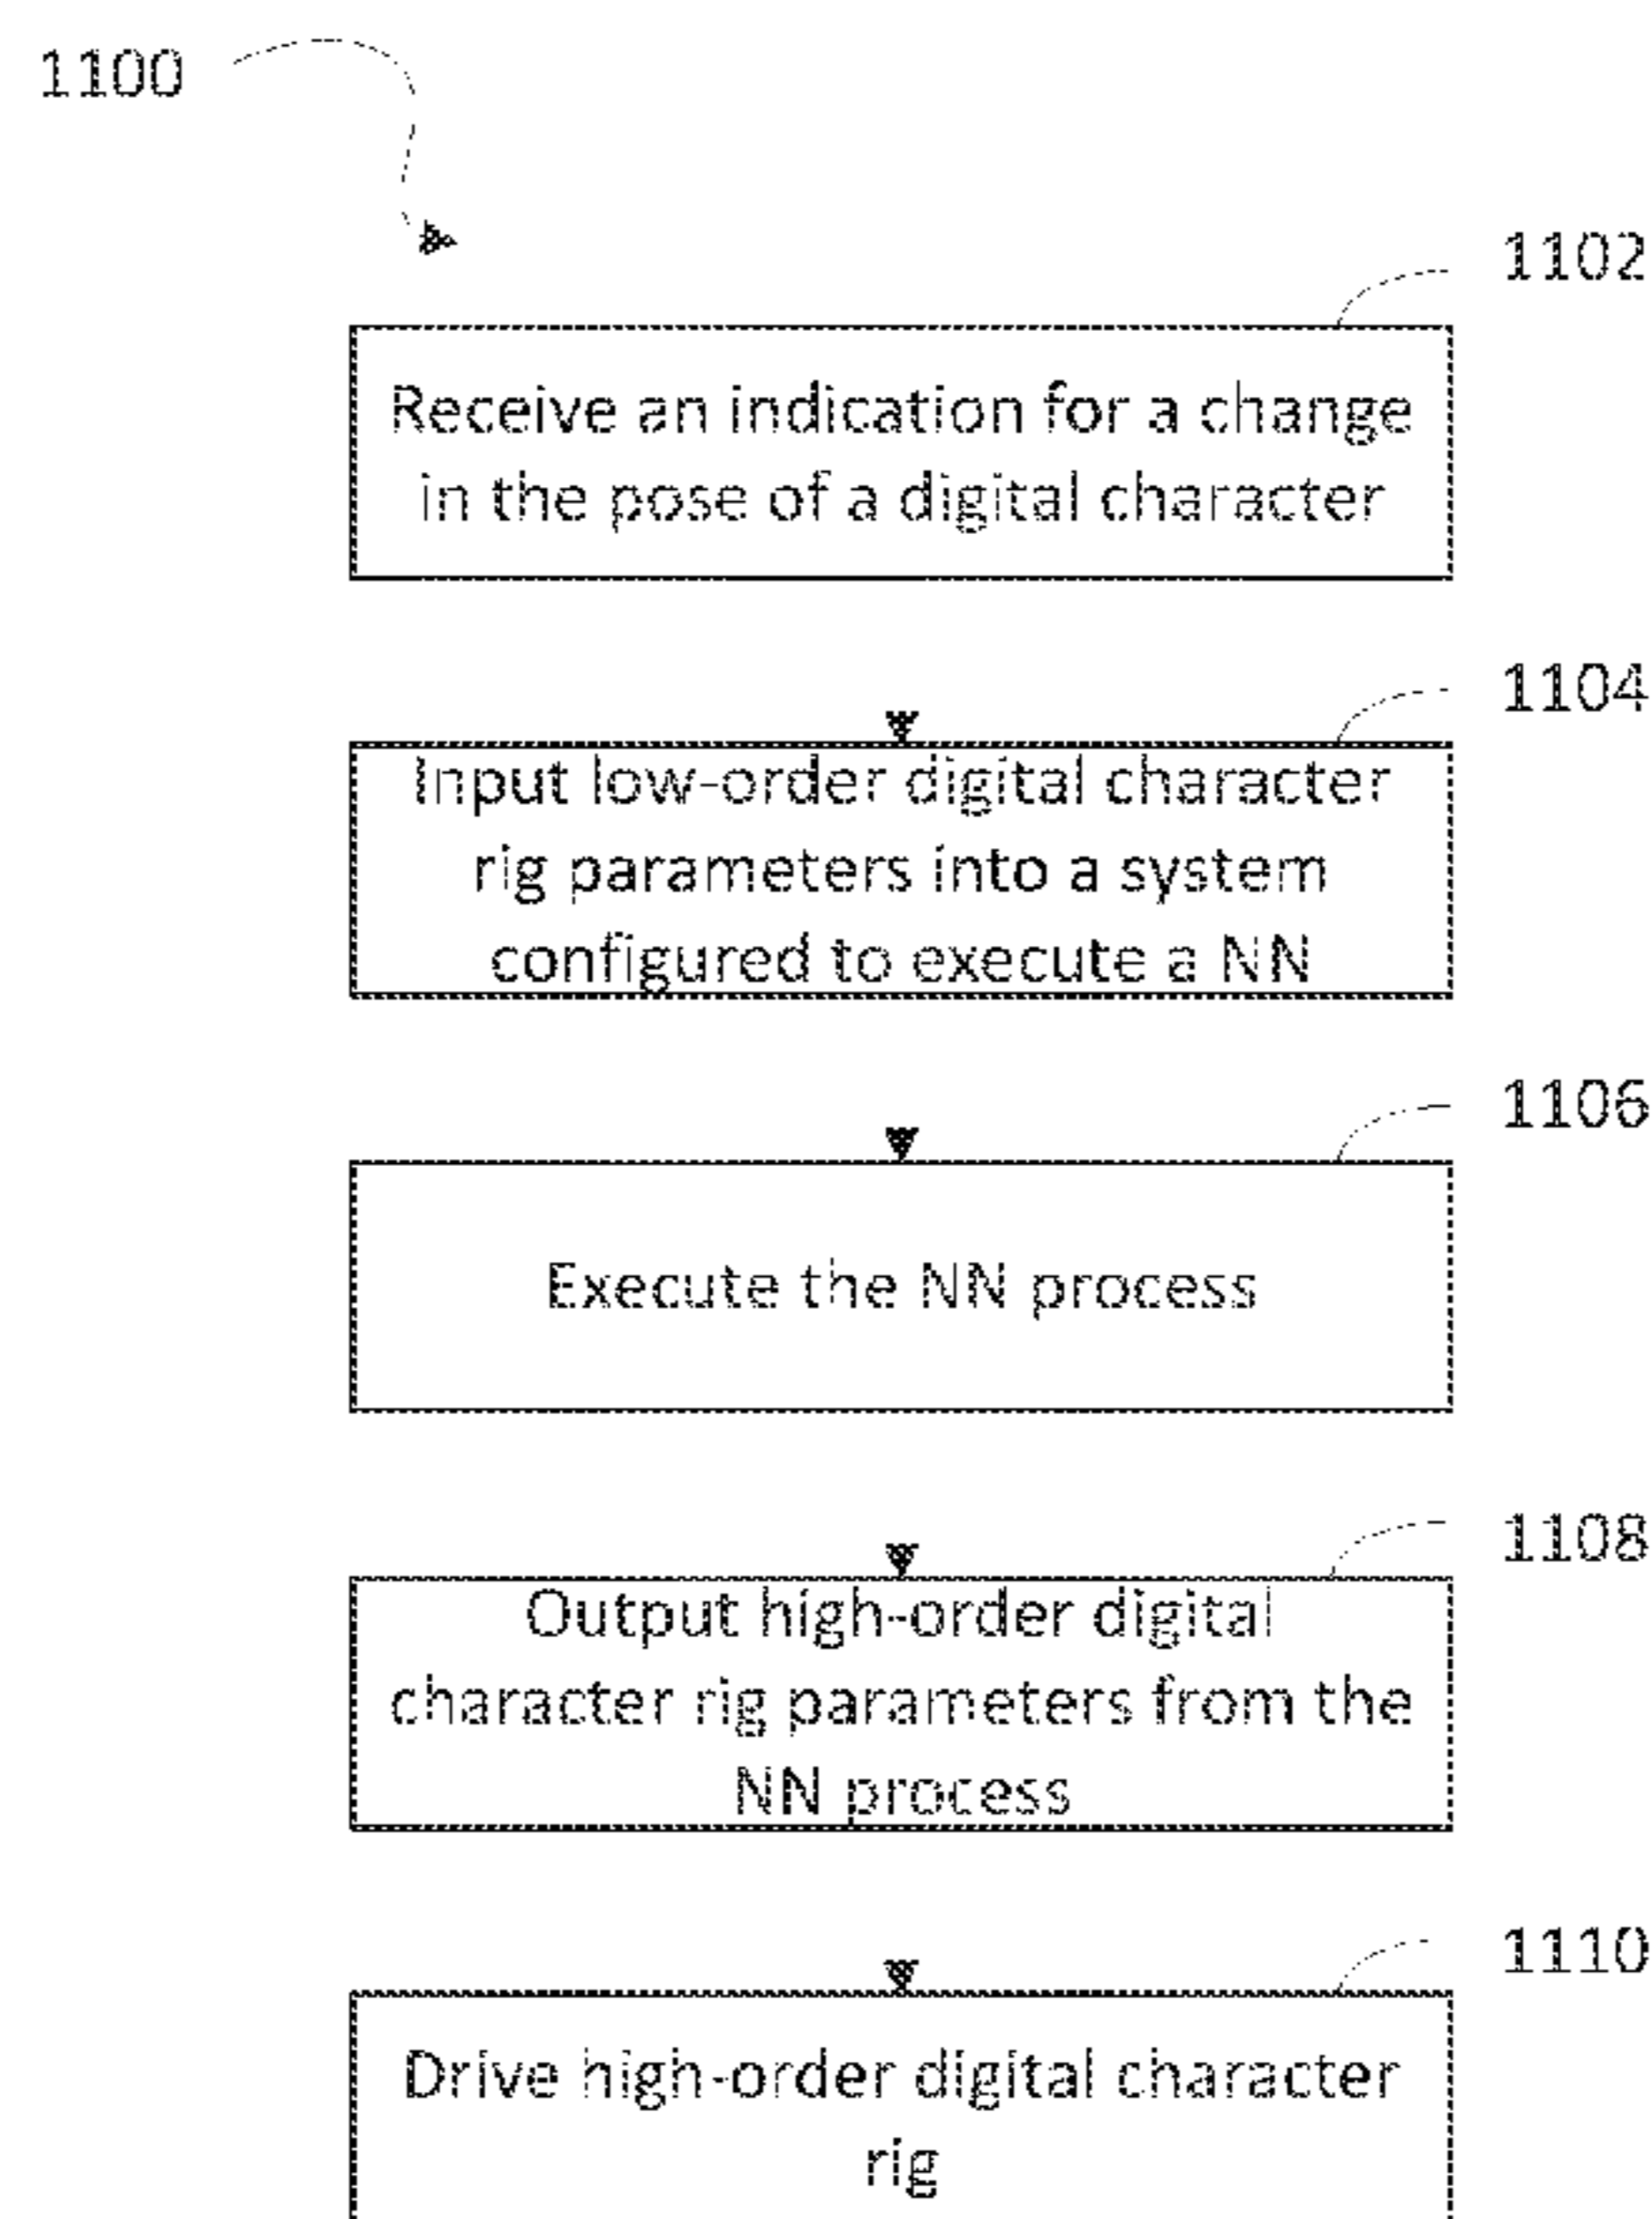 1100
1102
Receive an indication for a change
in the pose of a digital character
1104
Input low-order digital character
rig parameters into a system
configured to execute a NN
1106
Execute the NN process
1108
Output high-order digital
character rig parameters from the
NN process
1110
Drive high-order digital character
rig